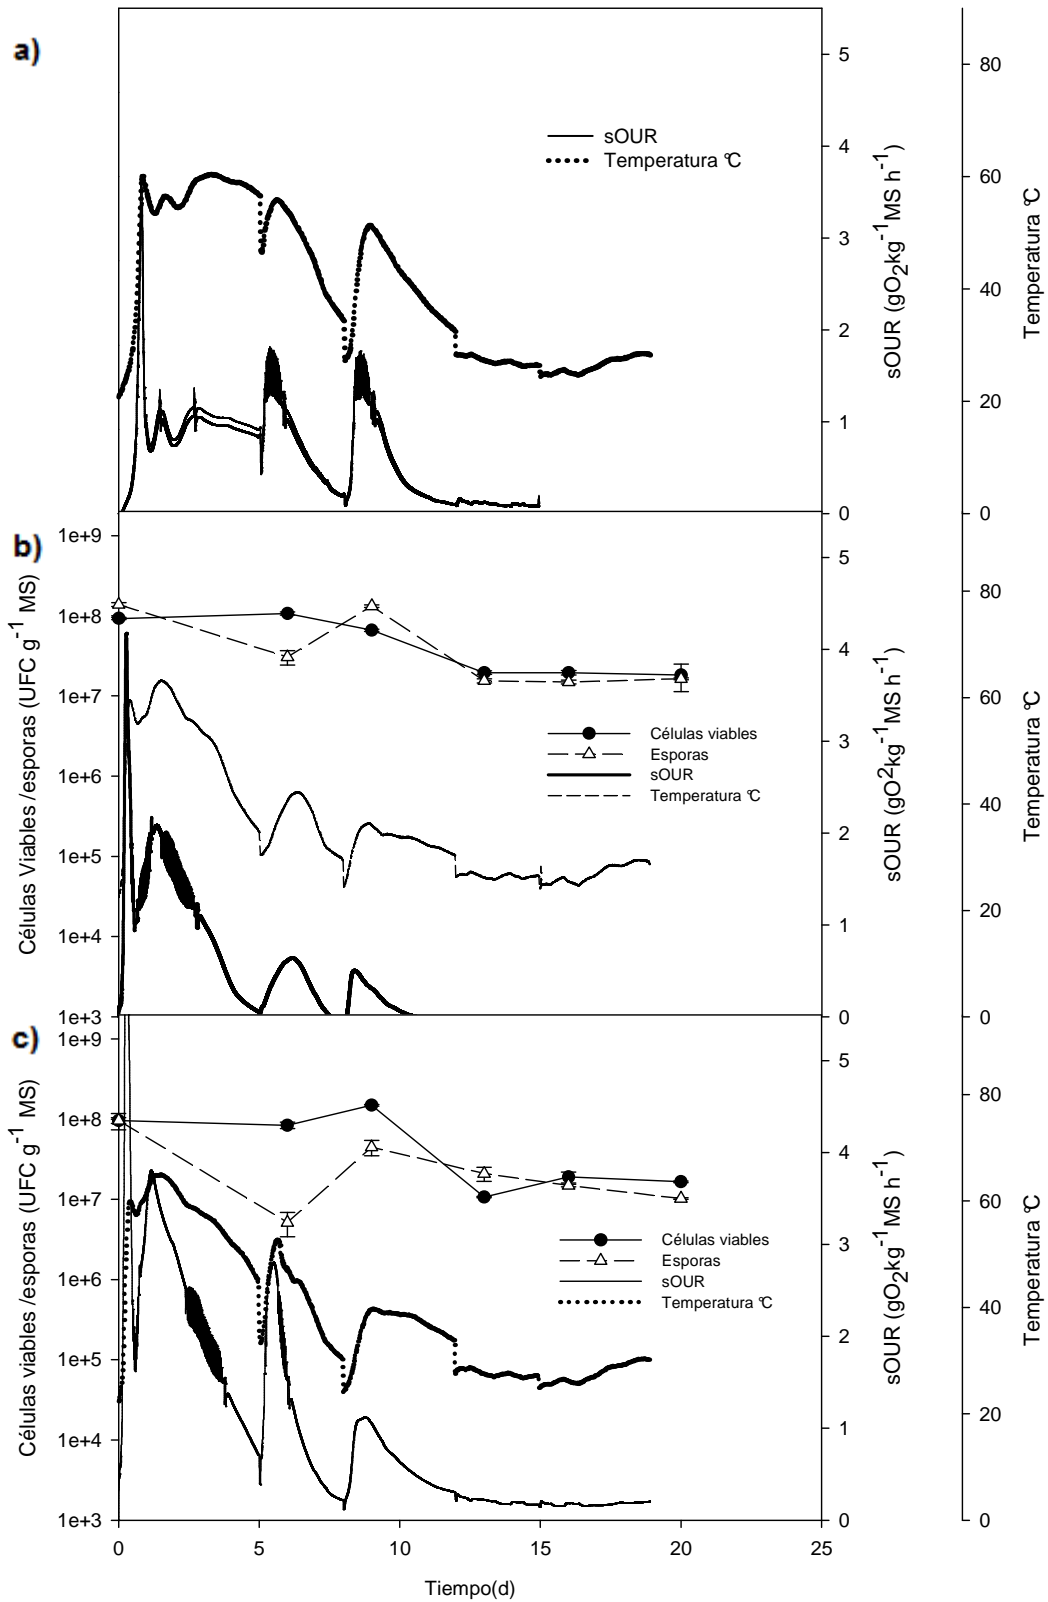 a)
5
4
3
2
1
0
sOUR (gO2kg-1MS h-1)
80
60
40
20
0
Temperatura ℃
sOUR
Temperatura ℃
b)
1e+9
1e+8
1e+7
1e+6
1e+5
1e+4
1e+3
Células Viables /esporas (UFC g-1 MS)
Células viables
Esporas
sOUR
Temperatura ℃
5
4
3
2
1
0
sOUR (gO2kg-1MS h-1)
80
60
40
20
0
Temperatura ℃
c)
1e+9
1e+8
1e+7
1e+6
1e+5
1e+4
1e+3
Células viables /esporas (UFC g-1 MS)
Células viables
Esporas
sOUR
Temperatura ℃
5
4
3
2
1
0
sOUR (gO2kg-1MS h-1)
80
60
40
20
0
Temperatura ℃
0 5 10 15 20 25
Tiempo(d)